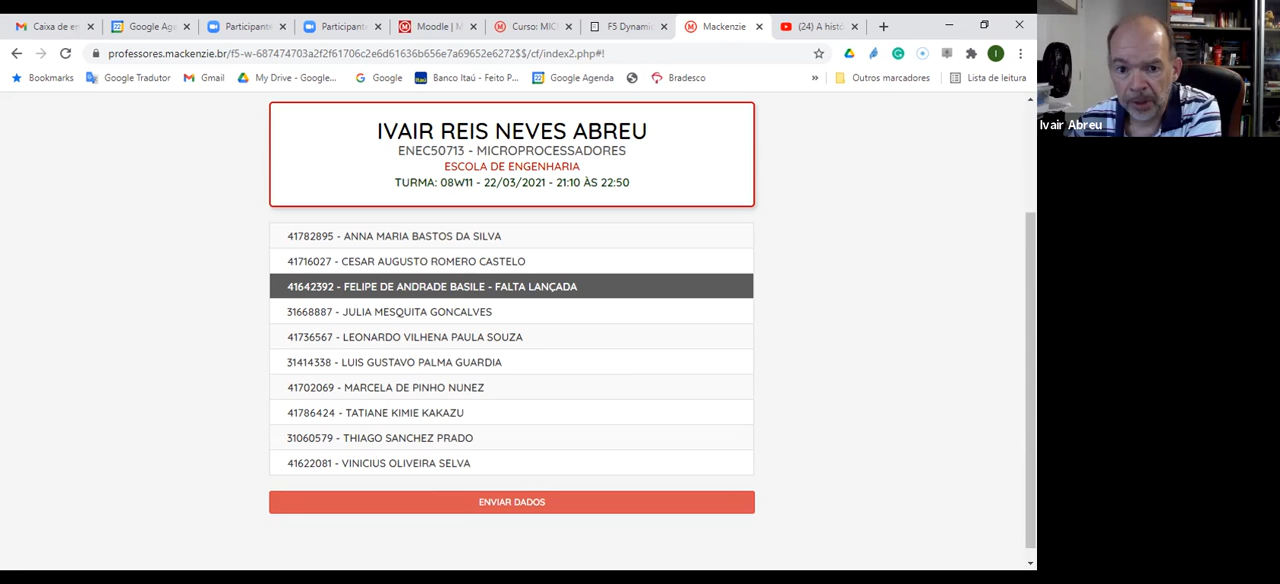 Caixa de er
Google Age
Participante
Participante
Moodle | M
Curso: MIC
F5 Dynamic
Mackenzie
(24) A histó
professores.mackenzie.br/f5-w-687474703a2f2f61706c2e6d61636b656e7a69652e6272$$/cf/index2.php#!
Bookmarks
Google Tradutor
Gmail
My Drive - Google...
Google
Banco Itaú - Feito P...
Google Agenda
Bradesco
»
Outros marcadores
Lista de leitura
IVAIR REIS NEVES ABREU
ENEC50713 - MICROPROCESSADORES
ESCOLA DE ENGENHARIA
TURMA: 08W11 - 22/03/2021 - 21:10 ÀS 22:50
41782895 - ANNA MARIA BASTOS DA SILVA
41716027 - CESAR AUGUSTO ROMERO CASTELO
41642392 - FELIPE DE ANDRADE BASILE - FALTA LANÇADA
31668887 - JULIA MESQUITA GONCALVES
41736567 - LEONARDO VILHENA PAULA SOUZA
31414338 - LUIS GUSTAVO PALMA GUARDIA
41702069 - MARCELA DE PINHO NUNEZ
41786424 - TATIANE KIMIE KAKAZU
31060579 - THIAGO SANCHEZ PRADO
41622081 - VINICIUS OLIVEIRA SELVA
ENVIAR DADOS
Ivair Abreu